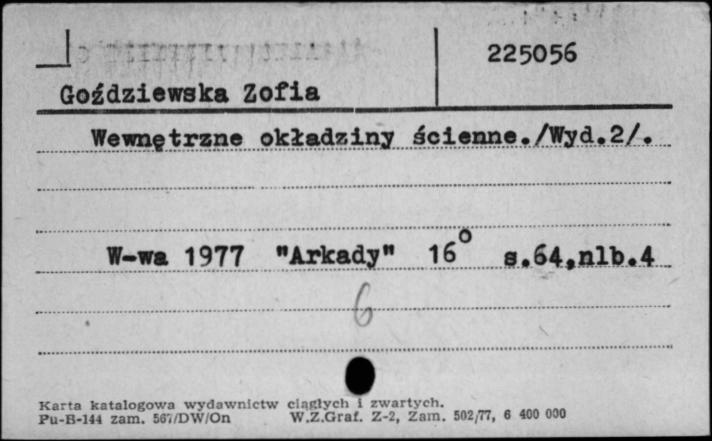 225056
Goździewska Zofia
Wewnętrzne okładziny ścienne./Wyd.2/.
W-wa 1977 "Arkady" 16° s.64,nlb.4
6
Karta katalogowa wydawnictw ciągłych i zwartych.
Pu-B-144 zam. 567/DW/On W.Z.Graf. Z-2, Zam. 502/77, 6 400 000